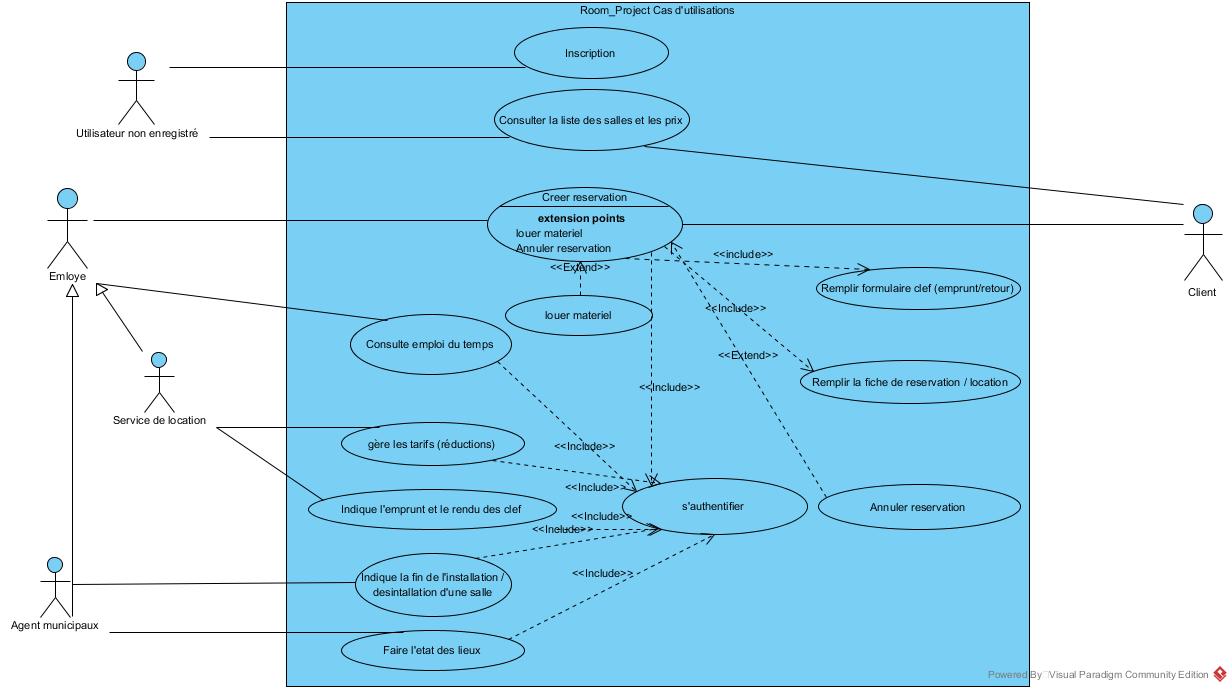 Room_Project Cas d'utilisations
Inscription
Utilisateur non enregistré
Consulter la liste des salles et les prix
Creer reservation
extension points
louer materiel
Annuler reservation
<<Extend>>
<<include>>
Emloye
Client
Remplir formulaire clef (emprunt/retour)
louer materiel
<<Include>>
Consulte emploi du temps
<<Extend>>
Remplir la fiche de reservation / location
<<Include>>
Service de location
gère les tarifs (réductions)
<<Include>>
<<Include>>
Indique l'emprunt et le rendu des clef
s'authentifier
Annuler reservation
<<Include>>
<<Include>>
Indique la fin de l'installation /
desintallation d'une salle
<<Include>>
Agent municipaux
Faire l'etat des lieux
Powered By Visual Paradigm Community Edition